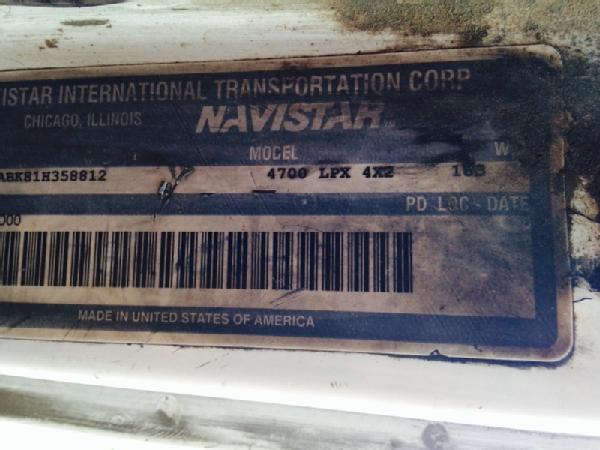 ISTAR INTERNATIONAL TRANSPORTATION CORP
CHICAGO, ILLINOIS NAVISTAR
MODEL W
ABK81H358812 4700 LPX 4X2
PD LOC - DATE
000
MADE IN UNITED STATES OF AMERICA